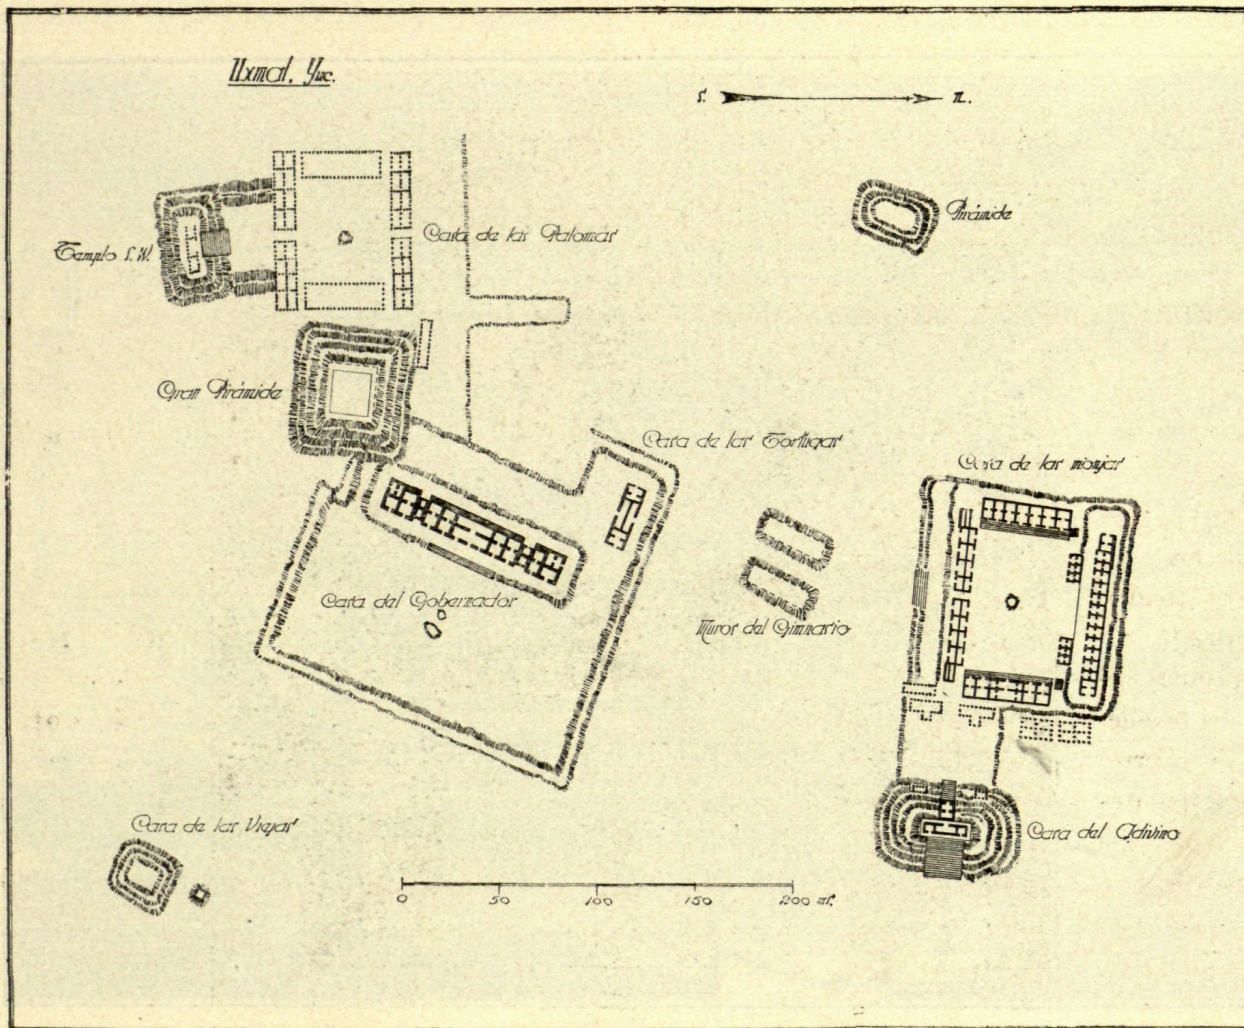 Uxmal, Yuc.
S. N.
Pirámide
Casa de las Palomas
Templo S. W.
Gran Pirámide
Casa de las Tortugas
Casa de las monjas
Casa del Gobernador
Muros del Gimnasio
Casa de las Viejas
Casa del Adivino
0 50 100 150 200 mts.